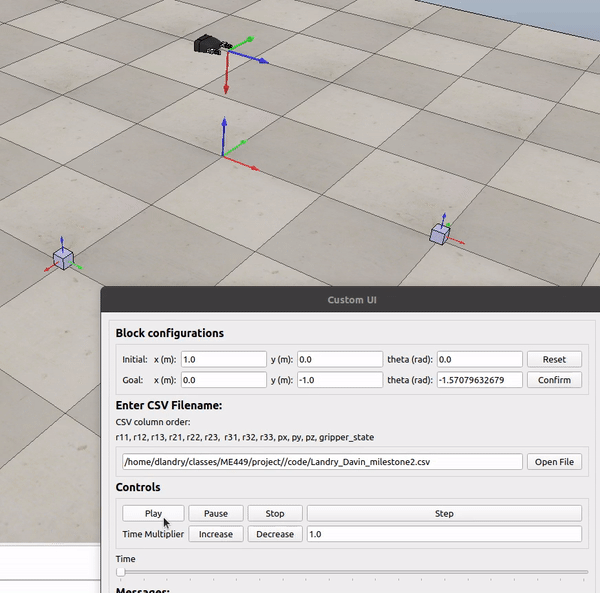 Custom UI
Block configurations
Initial: x (m): 1.0 y (m): 0.0 theta (rad): 0.0 Reset
Goal: x (m): 0.0 y (m): -1.0 theta (rad): -1.57079632679 Confirm
Enter CSV Filename:
CSV column order:
r11, r12, r13, r21, r22, r23, r31, r32, r33, px, py, pz, gripper_state
/home/dlandry/classes/ME449/project//code/Landry_Davin_milestone2.csv Open File
Controls
Play Pause Stop Step
Time Multiplier Increase Decrease 1.0
Time
Messages: